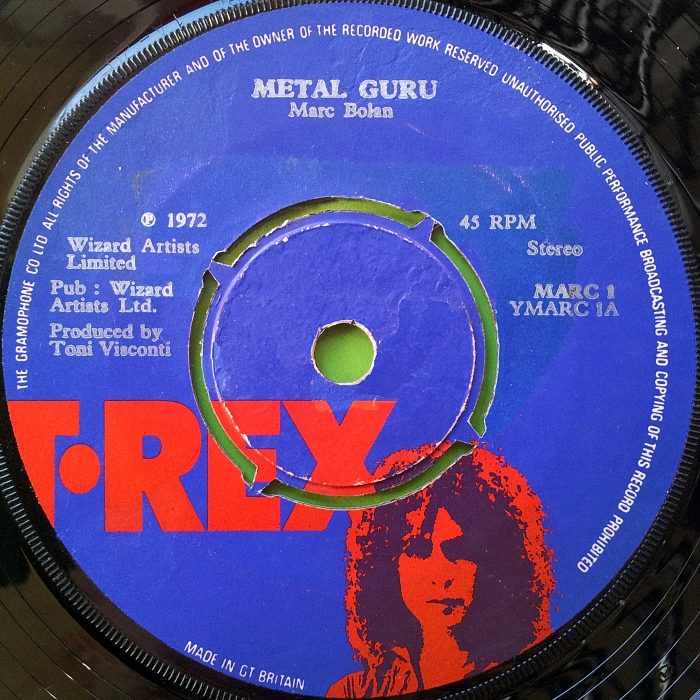 THE GRAMOPHONE CO LTD ALL RIGHTS OF THE MANUFACTURER AND OF THE OWNER OF THE RECORDED WORK RESERVED UNAUTHORISED PUBLIC PERFORMANCE BROADCASTING AND COPYING OF THIS RECORD PROHIBITED
METAL GURU
Marc Bolan
℗ 1972
Wizard Artists
Limited
Pub : Wizard
Artists Ltd.
Produced by
Toni Visconti
45 RPM
Stereo
MARC 1
YMARC 1A
T·REX
MADE IN GT BRITAIN